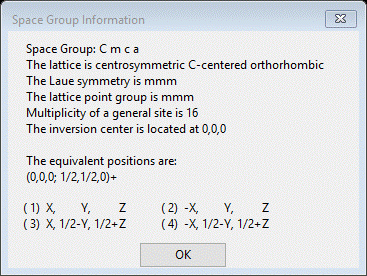 Space Group Information
Space Group: C m c a
The lattice is centrosymmetric C-centered orthorhombic
The Laue symmetry is mmm
The lattice point group is mmm
Multiplicity of a general site is 16
The inversion center is located at 0,0,0
The equivalent positions are:
(0,0,0; 1/2,1/2,0)+
( 1) X, Y, Z ( 2) -X, Y, Z
( 3) X, 1/2-Y, 1/2+Z ( 4) -X, 1/2-Y, 1/2+Z
OK